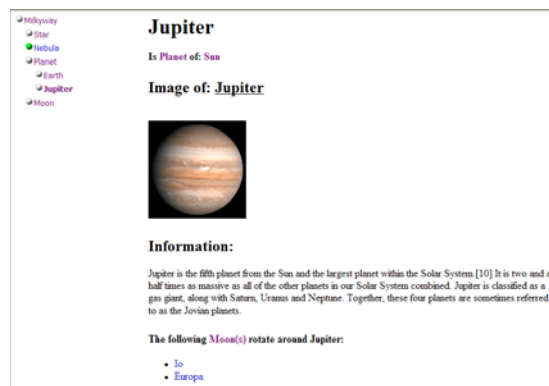 Milkyway
Star
Nebula
Planet
Earth
Jupiter
Moon
Jupiter
Is Planet of: Sun
Image of: Jupiter
Information:
Jupiter is the fifth planet from the Sun and the largest planet within the Solar System.[10] It is two and a
half times as massive as all of the other planets in our Solar System combined. Jupiter is classified as a
gas giant, along with Saturn, Uranus and Neptune. Together, these four planets are sometimes referred
to as the Jovian planets.
The following Moon(s) rotate around Jupiter:
Io
Europa